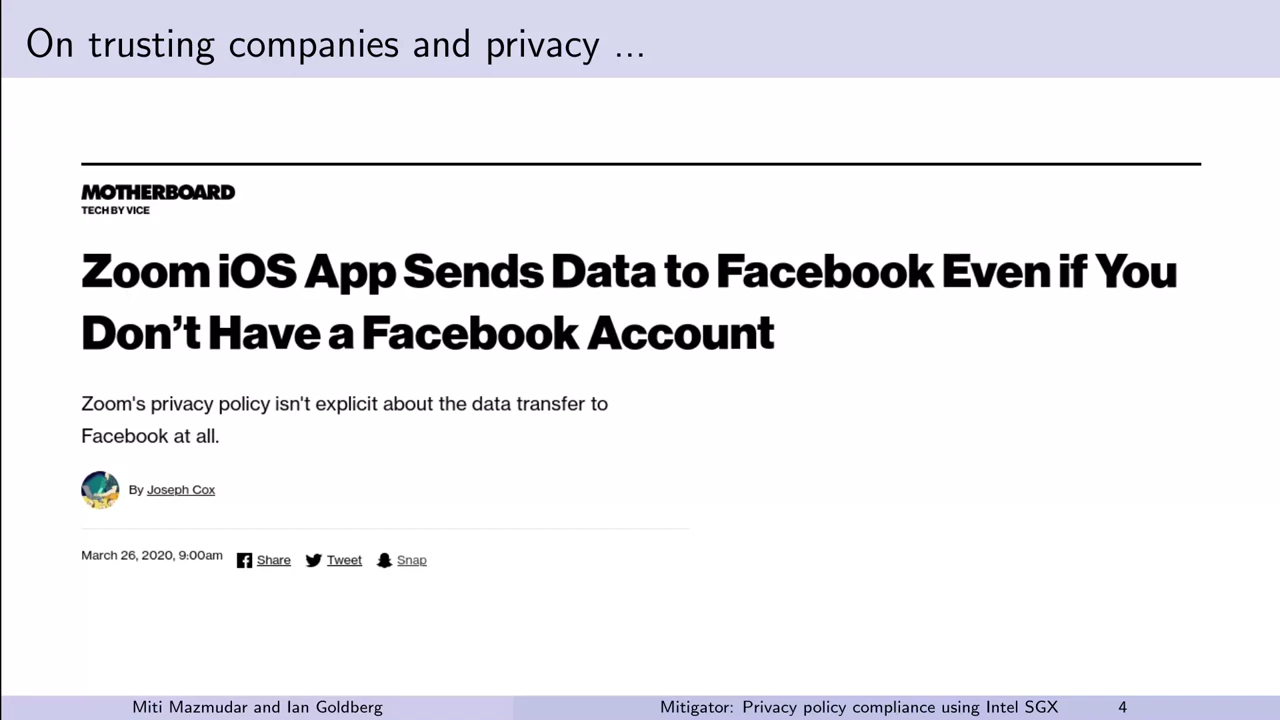 On trusting companies and privacy ...
MOTHERBOARD
TECH BY VICE
Zoom iOS App Sends Data to Facebook Even if You
Don't Have a Facebook Account
Zoom's privacy policy isn't explicit about the data transfer to
Facebook at all.
By Joseph Cox
March 26, 2020, 9:00am Share Tweet Snap
Miti Mazmudar and Ian Goldberg Mitigator: Privacy policy compliance using Intel SGX 4